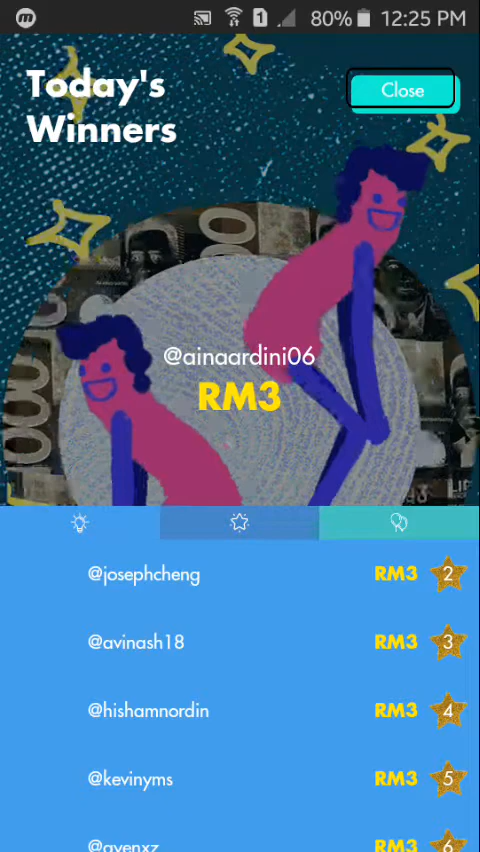 80% 12:25 PM
Today's
Winners
Close
@ainaardini06
RM3
@josephcheng RM3 2
@avinash18 RM3 3
@hishamnordin RM3 4
@kevinyms RM3 5
RM3 6